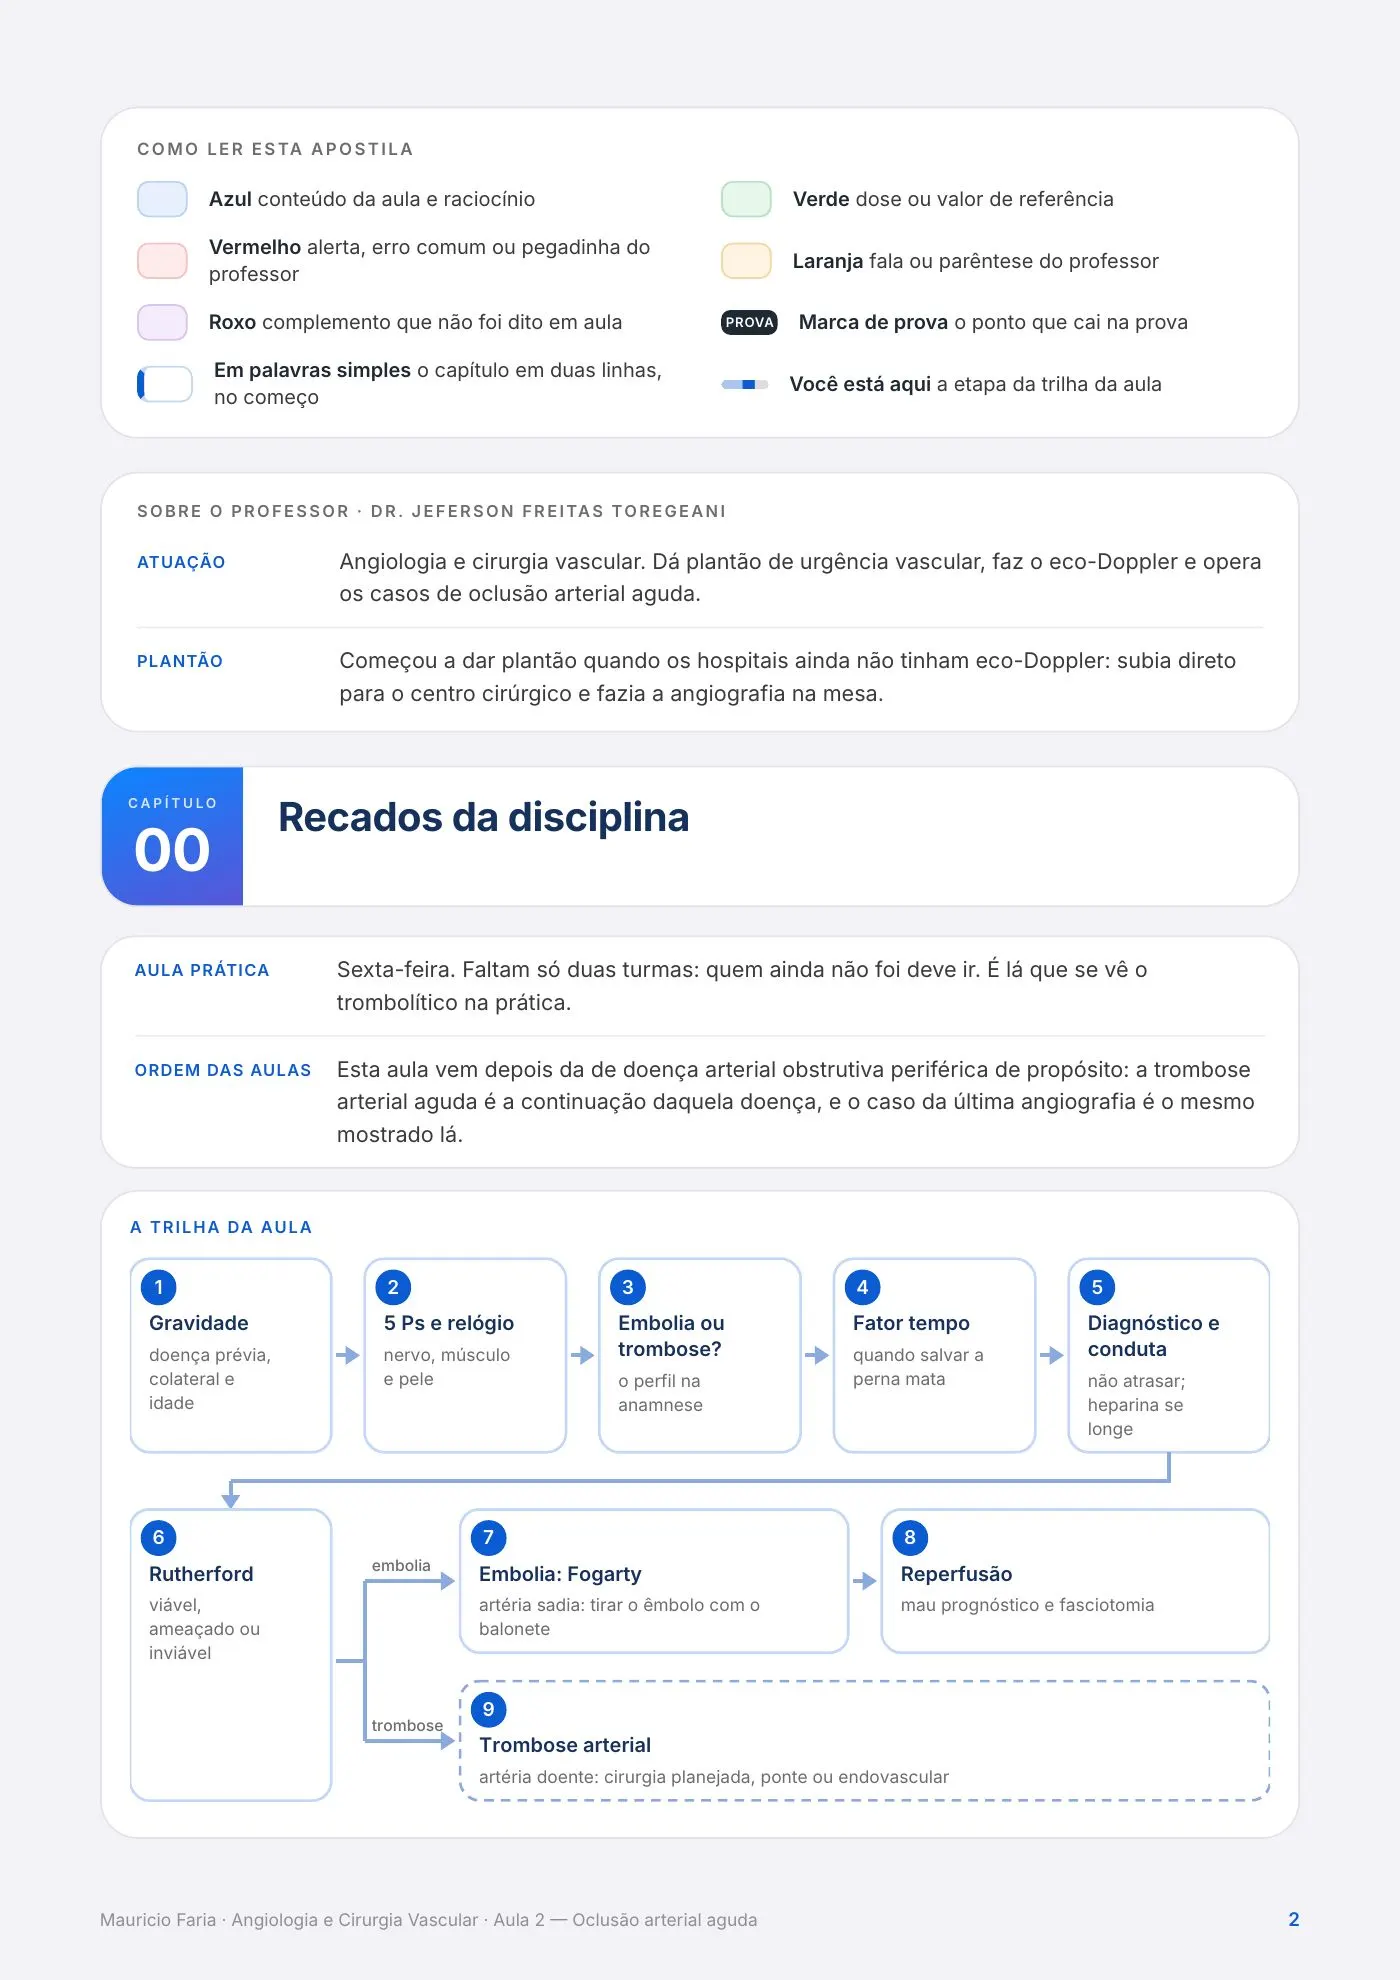 COMO LER ESTA APOSTILA
Azul conteúdo da aula e raciocínio
Verde dose ou valor de referência
Vermelho alerta, erro comum ou pegadinha do
professor
Laranja fala ou parêntese do professor
Roxo complemento que não foi dito em aula
PROVA Marca de prova o ponto que cai na prova
Em palavras simples o capítulo em duas linhas,
no começo
Você está aqui a etapa da trilha da aula
SOBRE O PROFESSOR · DR. JEFERSON FREITAS TOREGEANI
ATUAÇÃO
Angiologia e cirurgia vascular. Dá plantão de urgência vascular, faz o eco-Doppler e opera
os casos de oclusão arterial aguda.
PLANTÃO
Começou a dar plantão quando os hospitais ainda não tinham eco-Doppler: subia direto
para o centro cirúrgico e fazia a angiografia na mesa.
CAPÍTULO
00
Recados da disciplina
AULA PRÁTICA
Sexta-feira. Faltam só duas turmas: quem ainda não foi deve ir. É lá que se vê o
trombolítico na prática.
ORDEM DAS AULAS
Esta aula vem depois da de doença arterial obstrutiva periférica de propósito: a trombose
arterial aguda é a continuação daquela doença, e o caso da última angiografia é o mesmo
mostrado lá.
A TRILHA DA AULA
1
Gravidade
doença prévia,
colateral e
idade
2
5 Ps e relógio
nervo, músculo
e pele
3
Embolia ou
trombose?
o perfil na
anamnese
4
Fator tempo
quando salvar a
perna mata
5
Diagnóstico e
conduta
não atrasar;
heparina se
longe
6
Rutherford
viável,
ameaçado ou
inviável
embolia
7
Embolia: Fogarty
artéria sadia: tirar o êmbolo com o
balonete
8
Reperfusão
mau prognóstico e fasciotomia
trombose
9
Trombose arterial
artéria doente: cirurgia planejada, ponte ou endovascular
Mauricio Faria · Angiologia e Cirurgia Vascular · Aula 2 — Oclusão arterial aguda
2